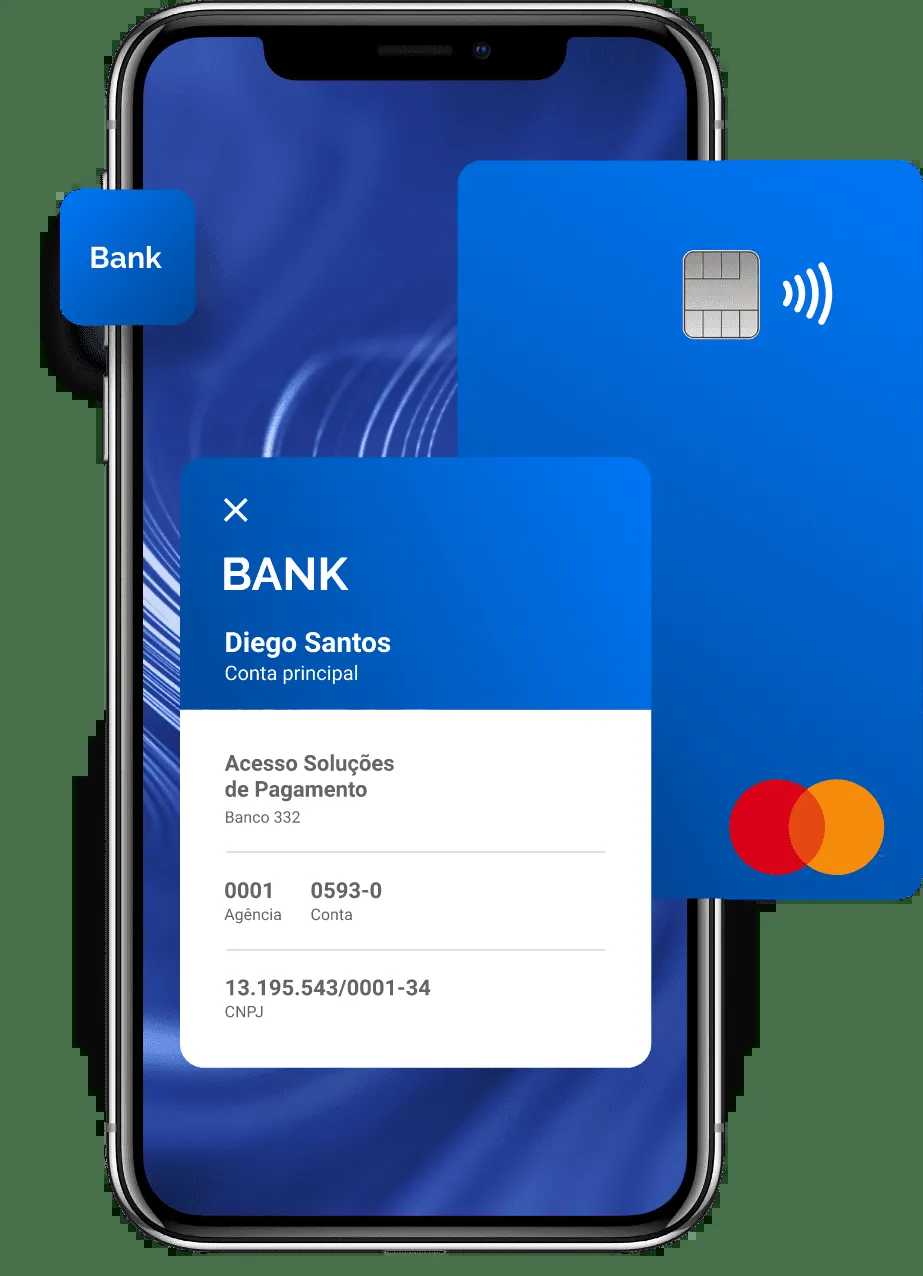 Bank
BANK
Diego Santos
Conta principal
Acesso Soluções
de Pagamento
Banco 332
0001 0593-0
Agência Conta
13.195.543/0001-34
CNPJ